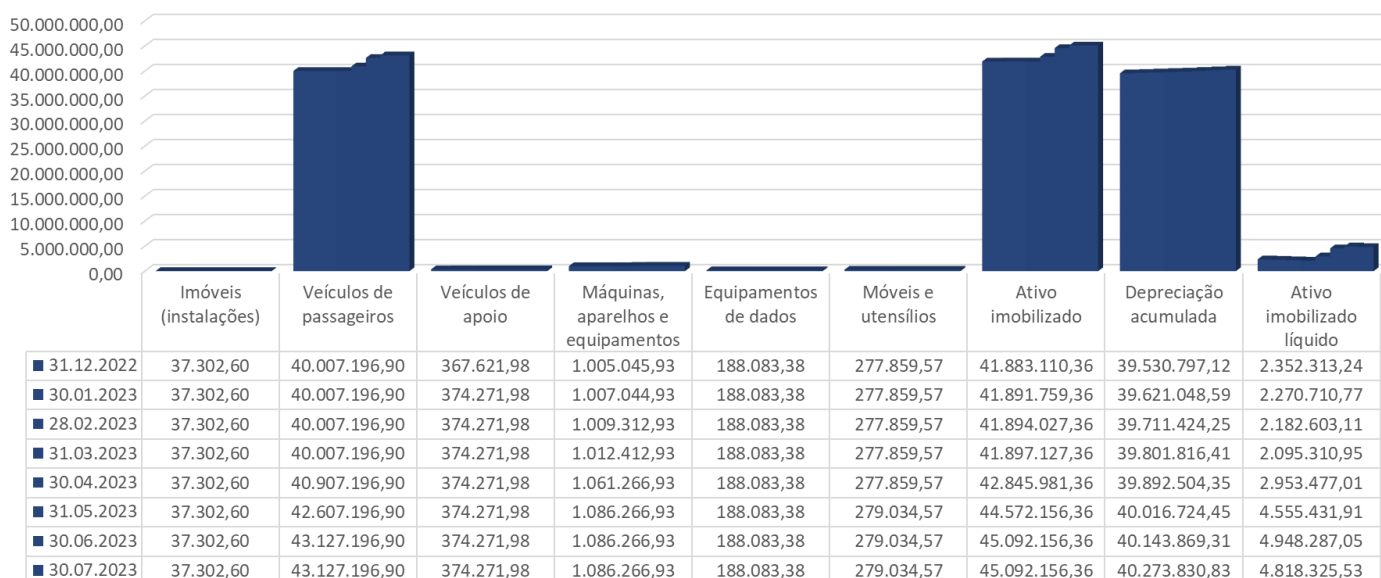 50.000.000,00
45.000.000,00
40.000.000,00
35.000.000,00
30.000.000,00
25.000.000,00
20.000.000,00
15.000.000,00
10.000.000,00
5.000.000,00
0,00
Imóveis (instalações) Veículos de passageiros Veículos de apoio Máquinas, aparelhos e equipamentos Equipamentos de dados Móveis e utensílios Ativo imobilizado Depreciação acumulada Ativo imobilizado líquido
31.12.2022 37.302,60 40.007.196,90 367.621,98 1.005.045,93 188.083,38 277.859,57 41.883.110,36 39.530.797,12 2.352.313,24
30.01.2023 37.302,60 40.007.196,90 374.271,98 1.007.044,93 188.083,38 277.859,57 41.891.759,36 39.621.048,59 2.270.710,77
28.02.2023 37.302,60 40.007.196,90 374.271,98 1.009.312,93 188.083,38 277.859,57 41.894.027,36 39.711.424,25 2.182.603,11
31.03.2023 37.302,60 40.007.196,90 374.271,98 1.012.412,93 188.083,38 277.859,57 41.897.127,36 39.801.816,41 2.095.310,95
30.04.2023 37.302,60 40.907.196,90 374.271,98 1.061.266,93 188.083,38 277.859,57 42.845.981,36 39.892.504,35 2.953.477,01
31.05.2023 37.302,60 42.607.196,90 374.271,98 1.086.266,93 188.083,38 279.034,57 44.572.156,36 40.016.724,45 4.555.431,91
30.06.2023 37.302,60 43.127.196,90 374.271,98 1.086.266,93 188.083,38 279.034,57 45.092.156,36 40.143.869,31 4.948.287,05
30.07.2023 37.302,60 43.127.196,90 374.271,98 1.086.266,93 188.083,38 279.034,57 45.092.156,36 40.273.830,83 4.818.325,53